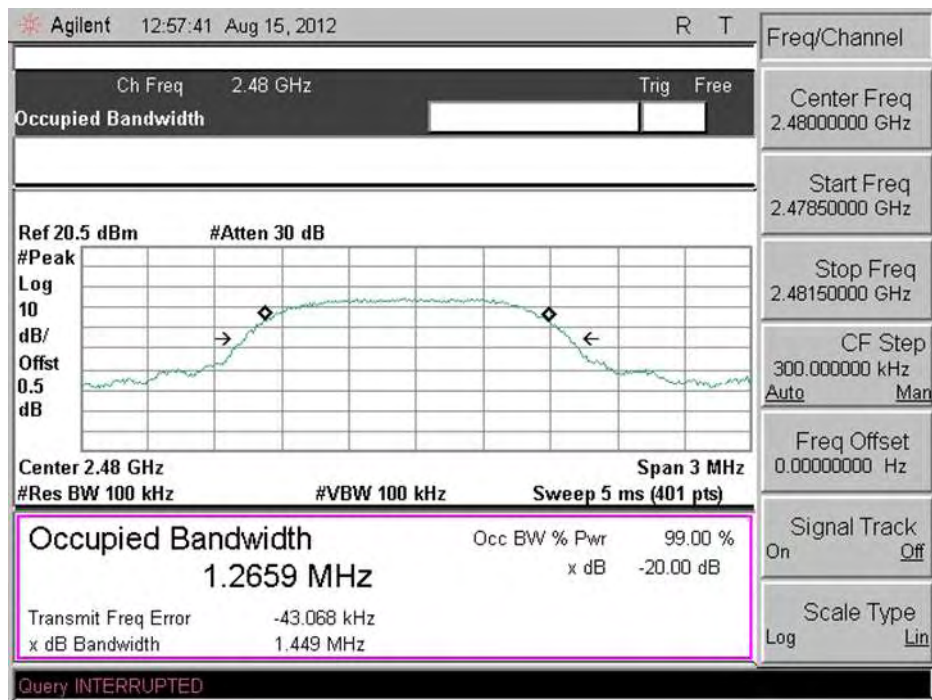 Agilent 12:57:41 Aug 15, 2012 R T
Freq/Channel
Ch Freq 2.48 GHz Trig Free
Occupied Bandwidth
Center Freq
2.48000000 GHz
Start Freq
2.47850000 GHz
Stop Freq
2.48150000 GHz
CF Step
300.000000 kHz
Auto Man
Freq Offset
0.00000000 Hz
Signal Track
On Off
Scale Type
Log Lin
Ref 20.5 dBm #Atten 30 dB
#Peak
Log
10
dB/
Offst
0.5
dB
Center 2.48 GHz Span 3 MHz
#Res BW 100 kHz #VBW 100 kHz Sweep 5 ms (401 pts)
Occupied Bandwidth
1.2659 MHz
Occ BW % Pwr 99.00 %
x dB -20.00 dB
Transmit Freq Error -43.068 kHz
x dB Bandwidth 1.449 MHz
Query INTERRUPTED